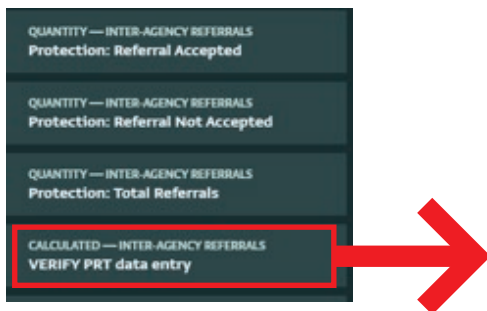 QUANTITY — INTER-AGENCY REFERRALS
Protection: Referral Accepted
QUANTITY — INTER-AGENCY REFERRALS
Protection: Referral Not Accepted
QUANTITY — INTER-AGENCY REFERRALS
Protection: Total Referrals
CALCULATED — INTER-AGENCY REFERRALS
VERIFY PRT data entry